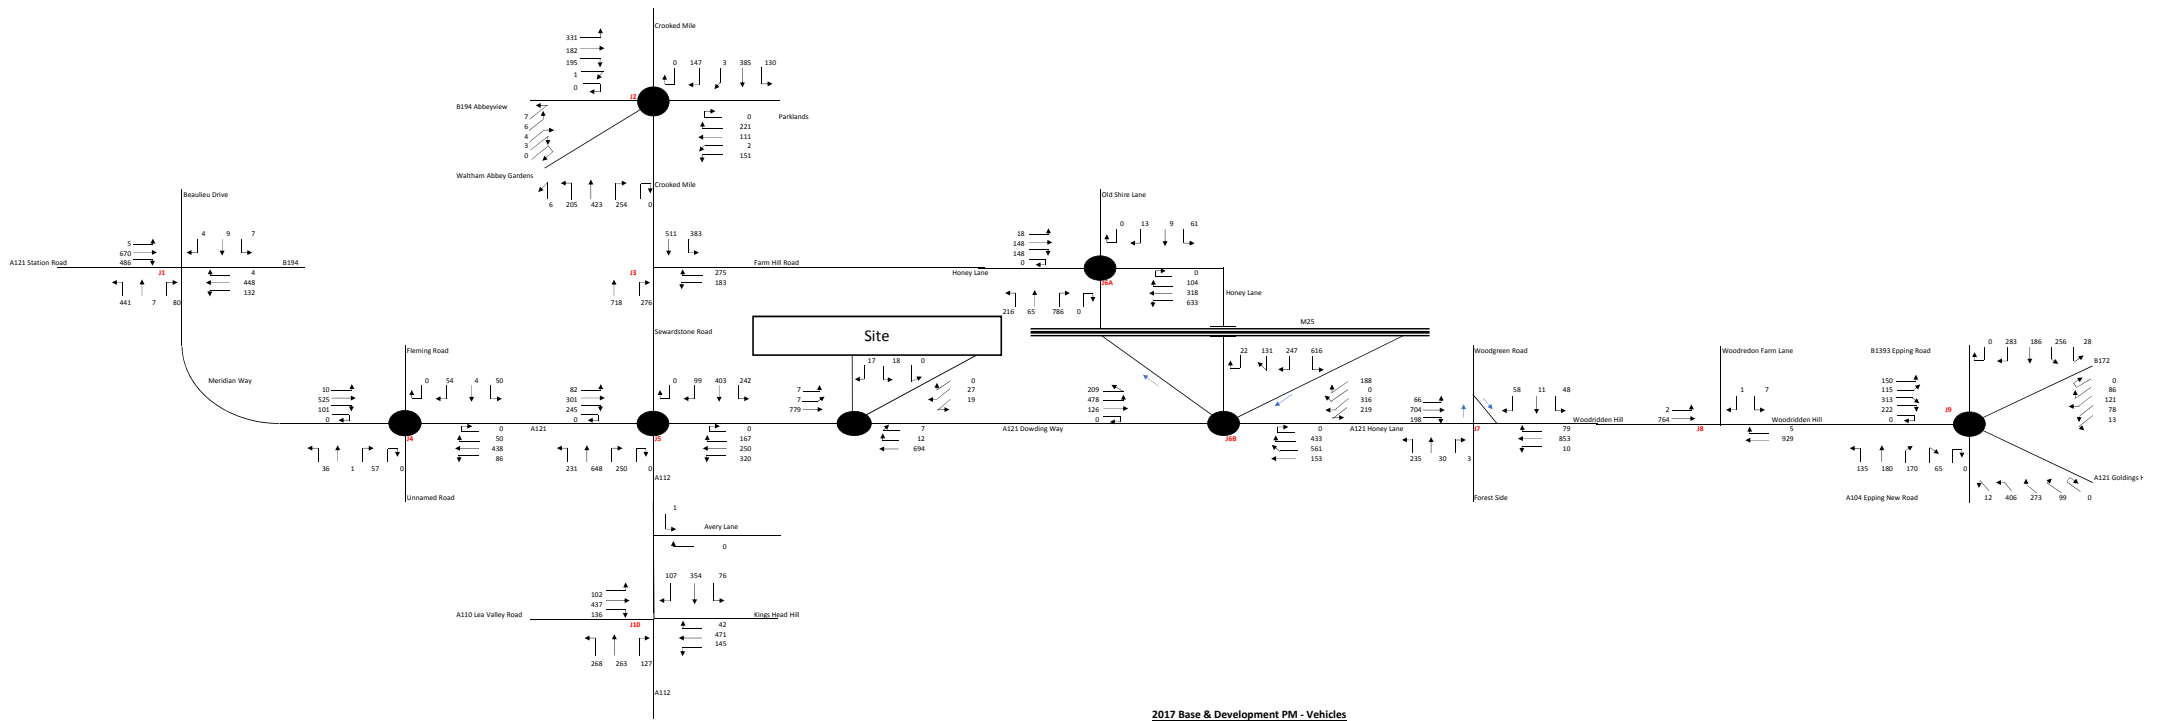 Crooked Mile
331
182
195
1
0
0 147 3 385 130
J2
B194 Abbeyview
Parklands
7
6
4
3
0
0
221
111
2
151
Waltham Abbey Gardens
Crooked Mile
6 205 423 254 0
Beaulieu Drive
4 9 7
5
670
486
A121 Station Road
B194
J1
4
448
132
441 7 80
511 383
J3
Farm Hill Road
275
183
718 276
Old Shire Lane
0 13 9 61
18
148
148
0
Honey Lane
J6A
0
104
318
633
216 65 786 0
Honey Lane
M25
Sewardstone Road
Site
Meridian Way
Fleming Road
0 54 4 50
10
525
101
0
J4
A121
0
50
438
86
36 1 57 0
Unnamed Road
82
301
245
0
0 99 403 242
J5
0
167
250
320
231 648 250 0
A112
17 18 0
7
7
779
0
27
19
7
12
694
A121 Dowding Way
22 131 247 616
209
478
126
0
188
0
316
219
J6B
0
433
561
153
A121 Honey Lane
Woodgreen Road
58 11 48
66
704
198
J7
79
853
10
235 30 3
Forest Side
Woodridden Hill
Woodredon Farm Lane
1 7
2
764
J8
Woodridden Hill
5
929
B1393 Epping Road
0 283 186 256 28
B172
150
115
313
222
0
J9
0
86
121
78
13
135 180 170 65 0
A104 Epping New Road
12 406 273 99 0
A121 Goldings H
1
Avery Lane
0
107 354 76
102
437
136
A110 Lea Valley Road
J10
Kings Head Hill
42
471
145
268 263 127
A112
2017 Base & Development PM - Vehicles